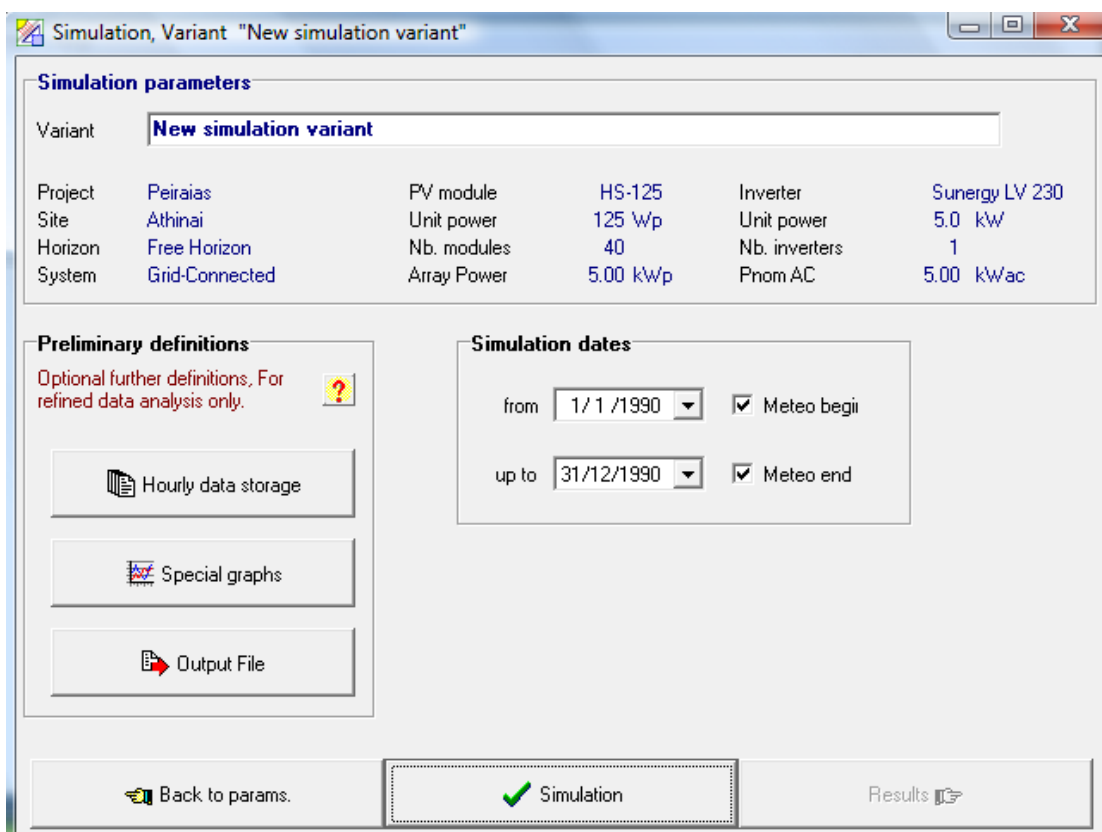 Simulation, Variant "New simulation variant"
Simulation parameters
Variant New simulation variant
Project Peiraias PV module HS-125 Inverter Sunergy LV 230
Site Athinai Unit power 125 Wp Unit power 5.0 kW
Horizon Free Horizon Nb. modules 40 Nb. inverters 1
System Grid-Connected Array Power 5.00 kWp Pnom AC 5.00 kWac
Preliminary definitions
Optional further definitions, For
refined data analysis only.
?
Hourly data storage
Special graphs
Output File
Simulation dates
from 1/ 1 /1990 Meteo begii
up to 31/12/1990 Meteo end
Back to params.
Simulation
Results